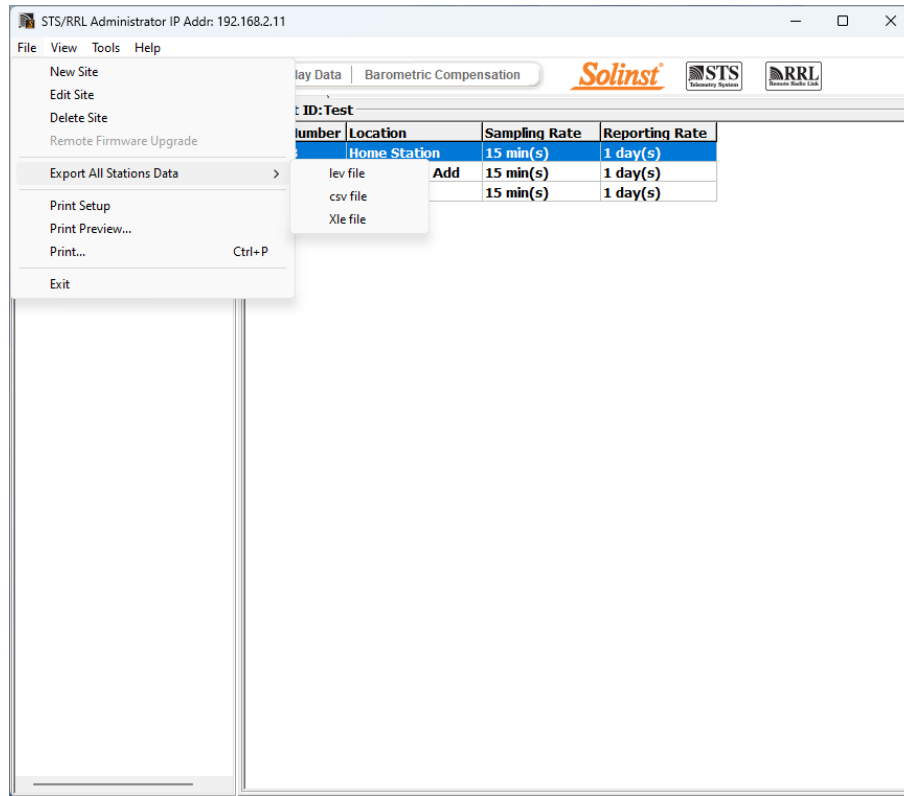 STS/RRL Administrator IP Addr: 192.168.2.11
File View Tools Help
New Site
Edit Site
Delete Site
Remote Firmware Upgrade
Export All Stations Data
Print Setup
Print Preview...
Print... Ctrl+P
Exit
lev file
csv file
Xle file
lay Data Barometric Compensation
Solinst STS Telemetry System RRL Remote Radio Link
t ID:Test
Number Location Sampling Rate Reporting Rate
Home Station 15 min(s) 1 day(s)
Add 15 min(s) 1 day(s)
15 min(s) 1 day(s)